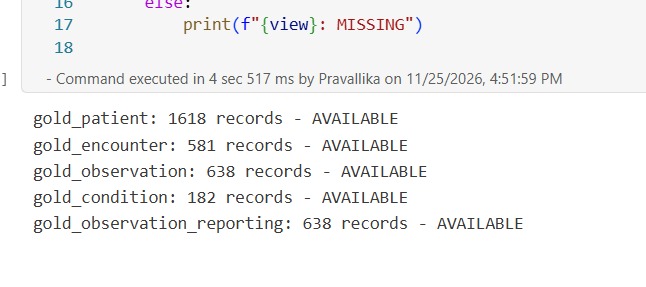 16 else:
17 print(f"{view}: MISSING")
18
] - Command executed in 4 sec 517 ms by Pravallika on 11/25/2026, 4:51:59 PM
gold_patient: 1618 records - AVAILABLE
gold_encounter: 581 records - AVAILABLE
gold_observation: 638 records - AVAILABLE
gold_condition: 182 records - AVAILABLE
gold_observation_reporting: 638 records - AVAILABLE